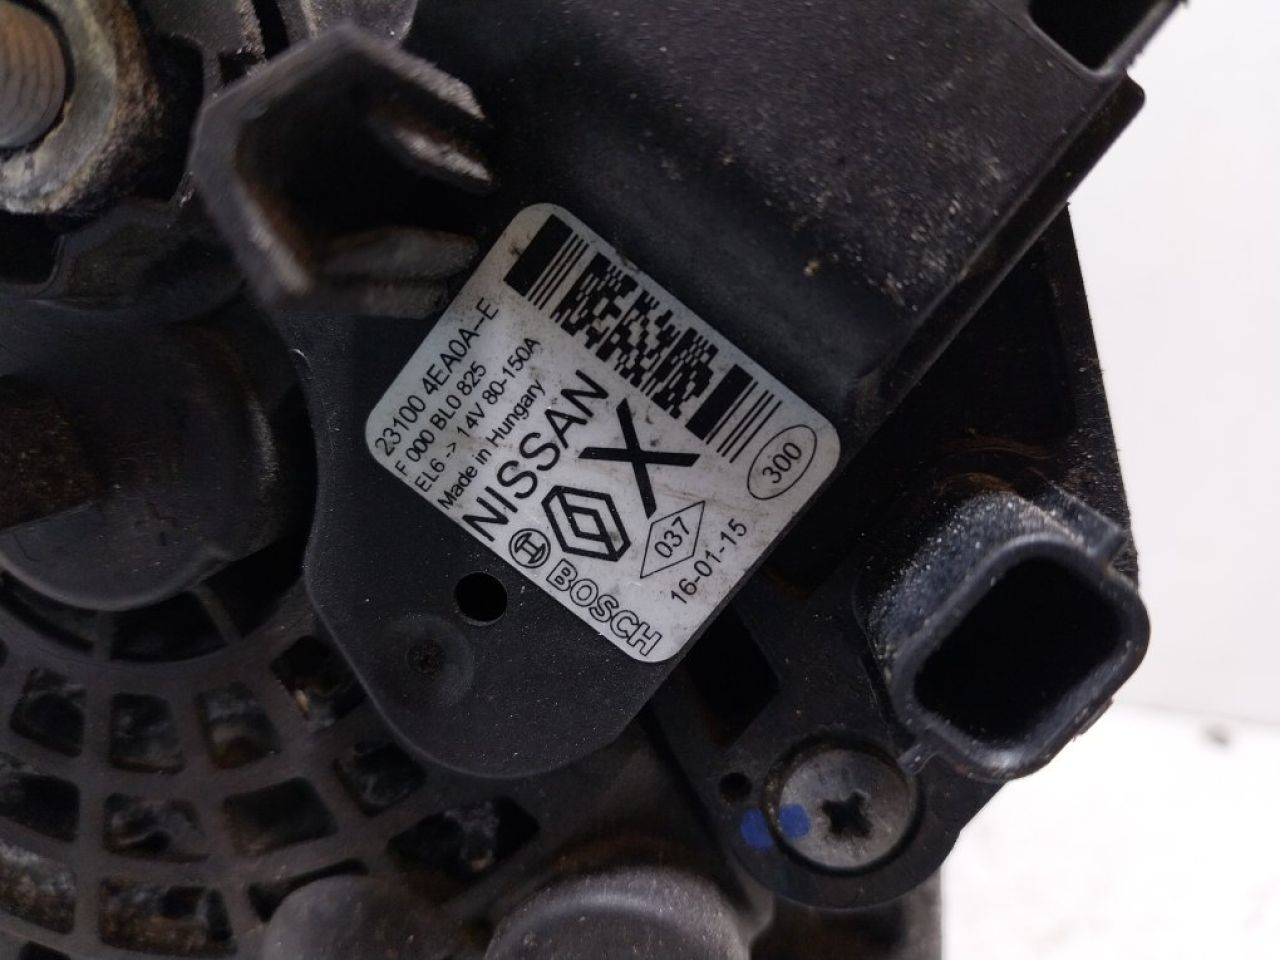 23100 4EA0A--E
F 000 BL0 825
EL6 -> 14V 80-150A
Made in Hungary
NISSAN
X
BOSCH
300
037
16-01-15